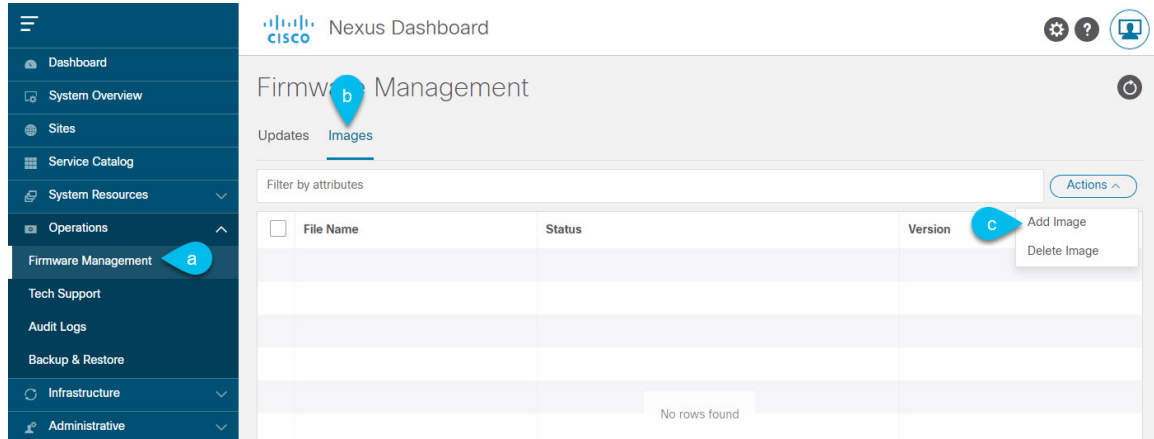 CISCO Nexus Dashboard
?
Dashboard
System Overview
Sites
Service Catalog
System Resources
Operations
Firmware Management a
Tech Support
Audit Logs
Backup & Restore
Infrastructure
Administrative
Firmware Management
b
Updates Images
Filter by attributes Actions
File Name Status Version
c Add Image
Delete Image
No rows found